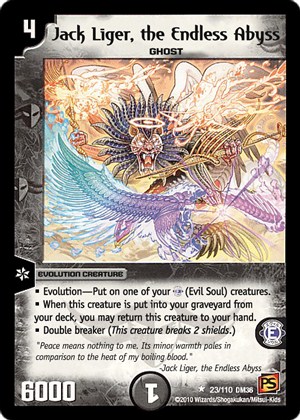 4
Jack Liger, the Endless Abyss
GHOST
EVOLUTION CREATURE
• Evolution—Put on one of your (Evil Soul) creatures.
• When this creature is put into your graveyard from
your deck, you may return this creature to your hand.
• Double breaker (This creature breaks 2 shields.)
"Peace means nothing to me. Its minor warmth pales in
comparison to the heat of my boiling blood."
-Jack Liger, the Endless Abyss
E
PS
6000
1
★ 23/110 DM36
©2010 Wizards/Shogakukan/Mitsui-Kids